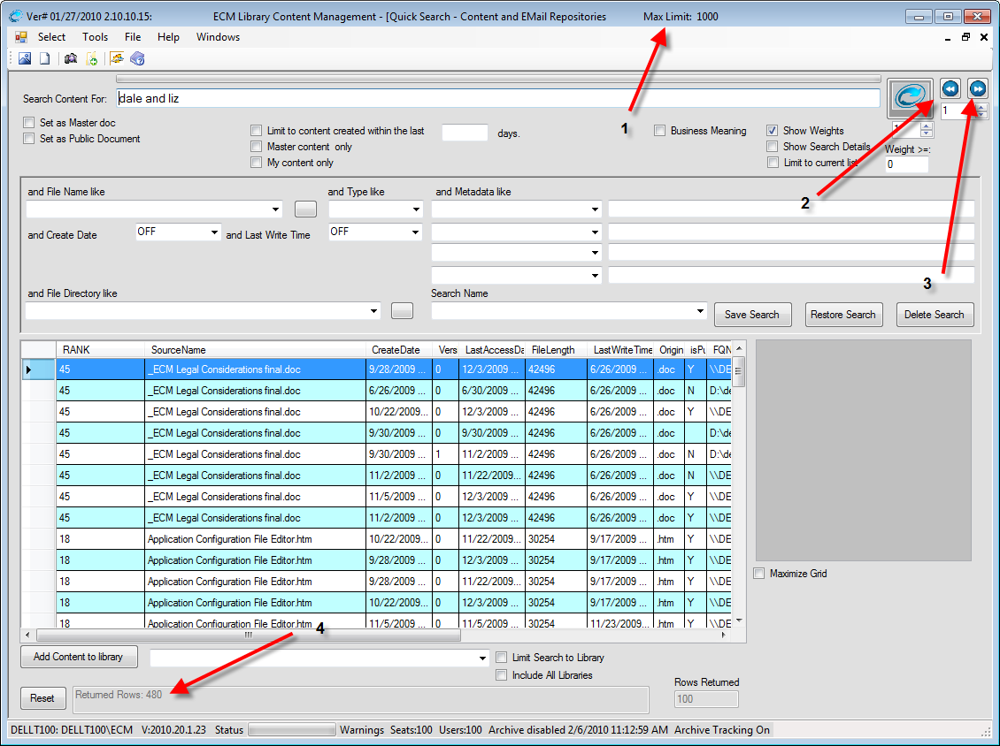 Ver# 01/27/2010 2.10.10.15: ECM Library Content Management - [Quick Search - Content and EMail Repositories Max Limit: 1000
Select Tools File Help Windows
Search Content For: dale and liz
1
Set as Master doc
Set as Public Document
Limit to content created within the last days.
Master content only
My content only
1
Business Meaning
Show Weights
Show Search Details
Limit to current list
Weight >=:
0
2
3
and File Name like and Type like and Metadata like
and Create Date OFF and Last Write Time OFF
and File Directory like Search Name
Save Search Restore Search Delete Search
RANK SourceName CreateDate Vers LastAccessDa FileLength LastWriteTime Origin isPu FQN
45 _ECM Legal Considerations final.doc 9/28/2009 ... 0 12/3/2009 ... 42496 6/26/2009 ... .doc Y \\DE
45 _ECM Legal Considerations final.doc 6/26/2009 ... 0 6/30/2009 ... 42496 6/26/2009 ... .doc N D:\de
45 _ECM Legal Considerations final.doc 10/22/2009... 0 12/3/2009 ... 42496 6/26/2009 ... .doc Y \\DE
45 _ECM Legal Considerations final.doc 9/30/2009 ... 0 9/30/2009 ... 42496 6/26/2009 ... .doc D:\de
45 _ECM Legal Considerations final.doc 9/30/2009 ... 1 11/2/2009 ... 42496 6/26/2009 ... .doc N D:\de
45 _ECM Legal Considerations final.doc 11/2/2009 ... 0 11/22/2009 ... 42496 6/26/2009 ... .doc N \\DE
45 _ECM Legal Considerations final.doc 11/5/2009 ... 0 12/3/2009 ... 42496 6/26/2009 ... .doc Y \\DE
45 _ECM Legal Considerations final.doc 11/2/2009 ... 0 12/3/2009 ... 42496 6/26/2009 ... .doc Y \\DE
18 Application Configuration File Editor.htm 10/22/2009... 0 11/22/2009 ... 30254 9/17/2009 ... .htm Y \\DE
18 Application Configuration File Editor.htm 9/28/2009 ... 0 12/3/2009 ... 30254 9/17/2009 ... .htm Y \\DE
18 Application Configuration File Editor.htm 9/28/2009 ... 0 11/22/2009 ... 30254 9/17/2009 ... .htm Y \\DE
18 Application Configuration File Editor.htm 10/22/2009... 0 12/3/2009 ... 30254 9/17/2009 ... .htm Y \\DE
18 Application Configuration File Editor.htm 11/5/2009 ... 0 11/5/2009 ... 30254 11/23/2009... .htm Y \\DE
Maximize Grid
4
Add Content to library
Limit Search to Library
Include All Libraries
Reset
Returned Rows: 480
Rows Returned
100
DELLT100: DELLT100\ECM V:2010.20.1.23 Status Warnings Seats:100 Users:100 Archive disabled 2/6/2010 11:12:59 AM Archive Tracking On